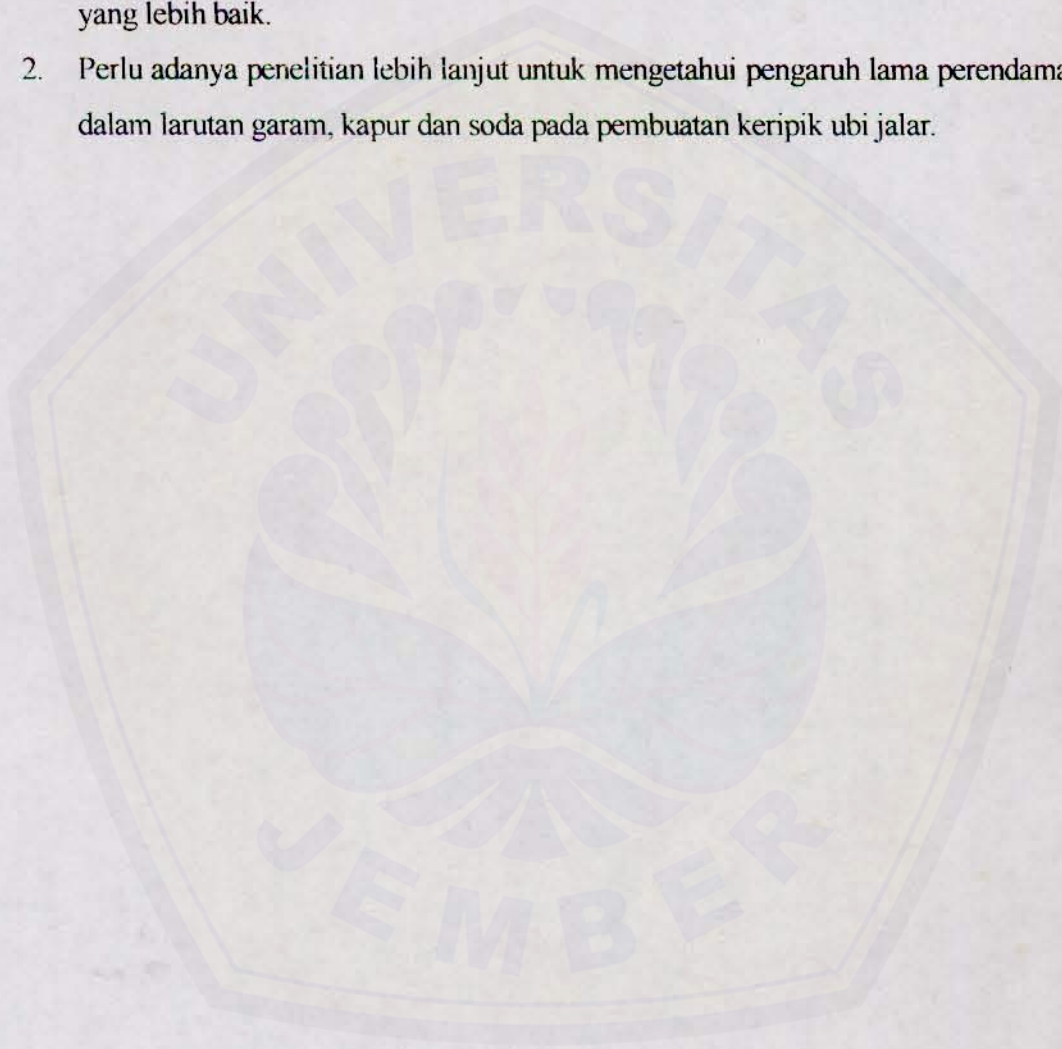 yang lebih baik.
2. Perlu adanya penelitian lebih lanjut untuk mengetahui pengaruh lama perendama
dalam larutan garam, kapur dan soda pada pembuatan keripik ubi jalar.
UNIVERSITAS
JEMBER